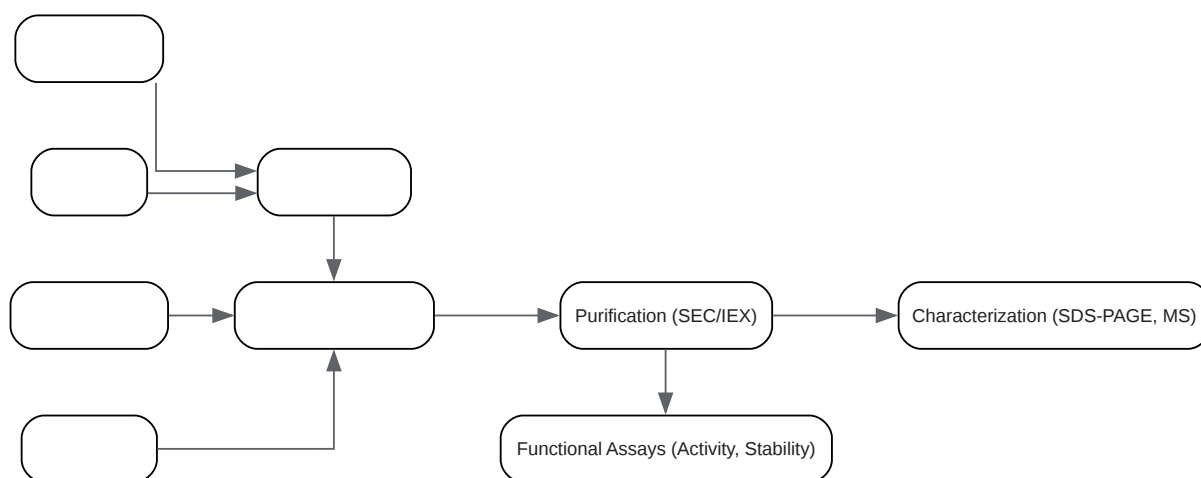 Purification (SEC/IEX)
Characterization (SDS-PAGE, MS)
Functional Assays (Activity, Stability)